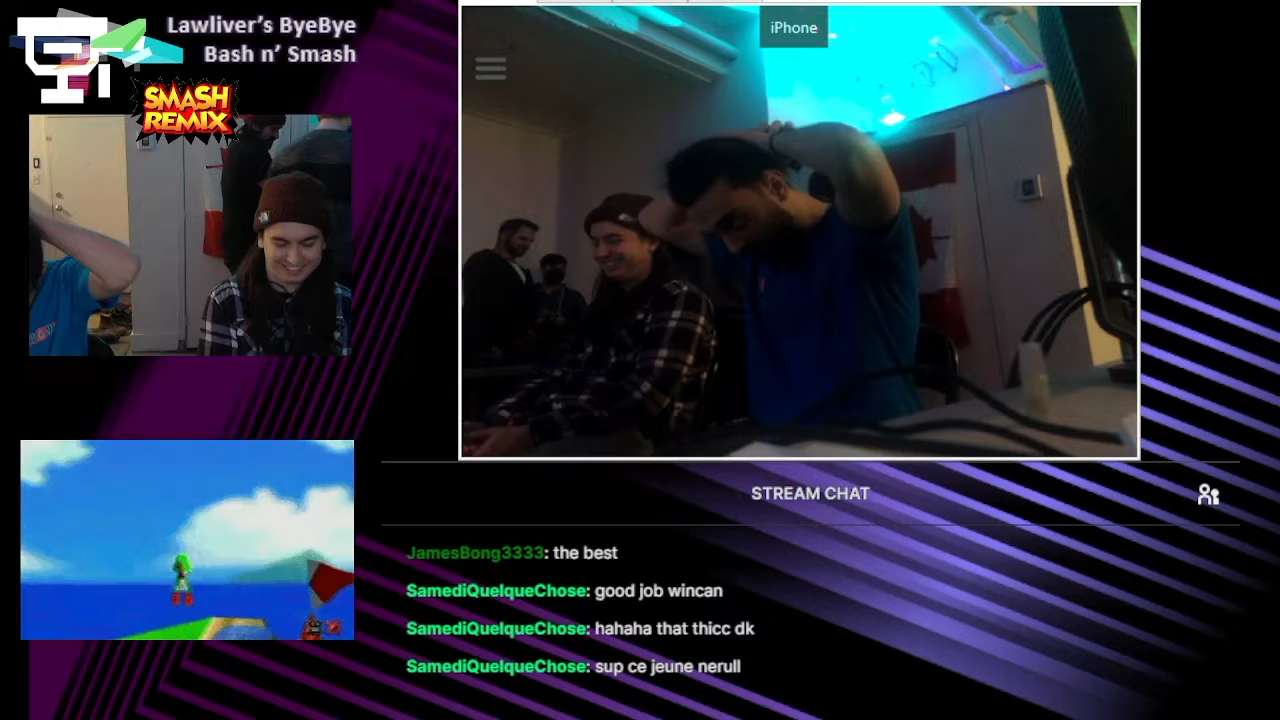 Lawliver's ByeBye
Bash n' Smash
SMASH
REMIX
iPhone
STREAM CHAT
JamesBong3333: the best
SamediQuelqueChose: good job wincan
SamediQuelqueChose: hahaha that thicc dk
SamediQuelqueChose: sup ce jeune nerull